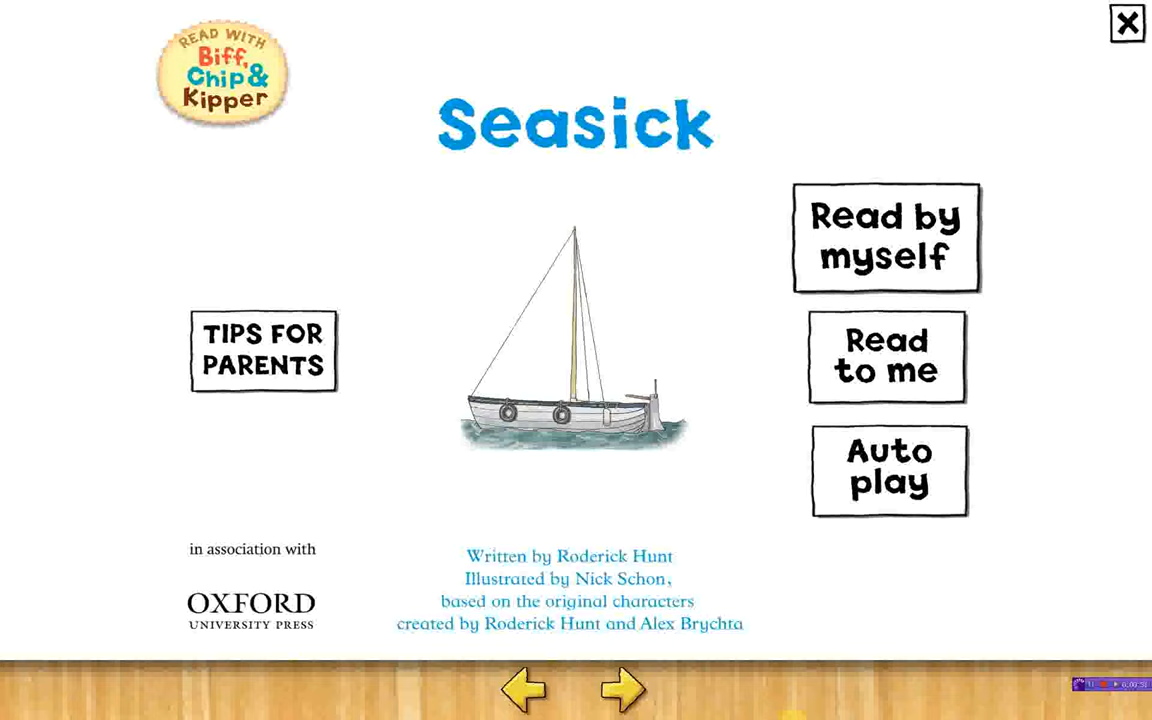 READ WITH
Biff,
Chip &
Kipper
Seasick
Read by
myself
TIPS FOR
PARENTS
Read
to me
Auto
play
in association with
OXFORD
UNIVERSITY PRESS
Written by Roderick Hunt
Illustrated by Nick Schon,
based on the original characters
created by Roderick Hunt and Alex Brychta